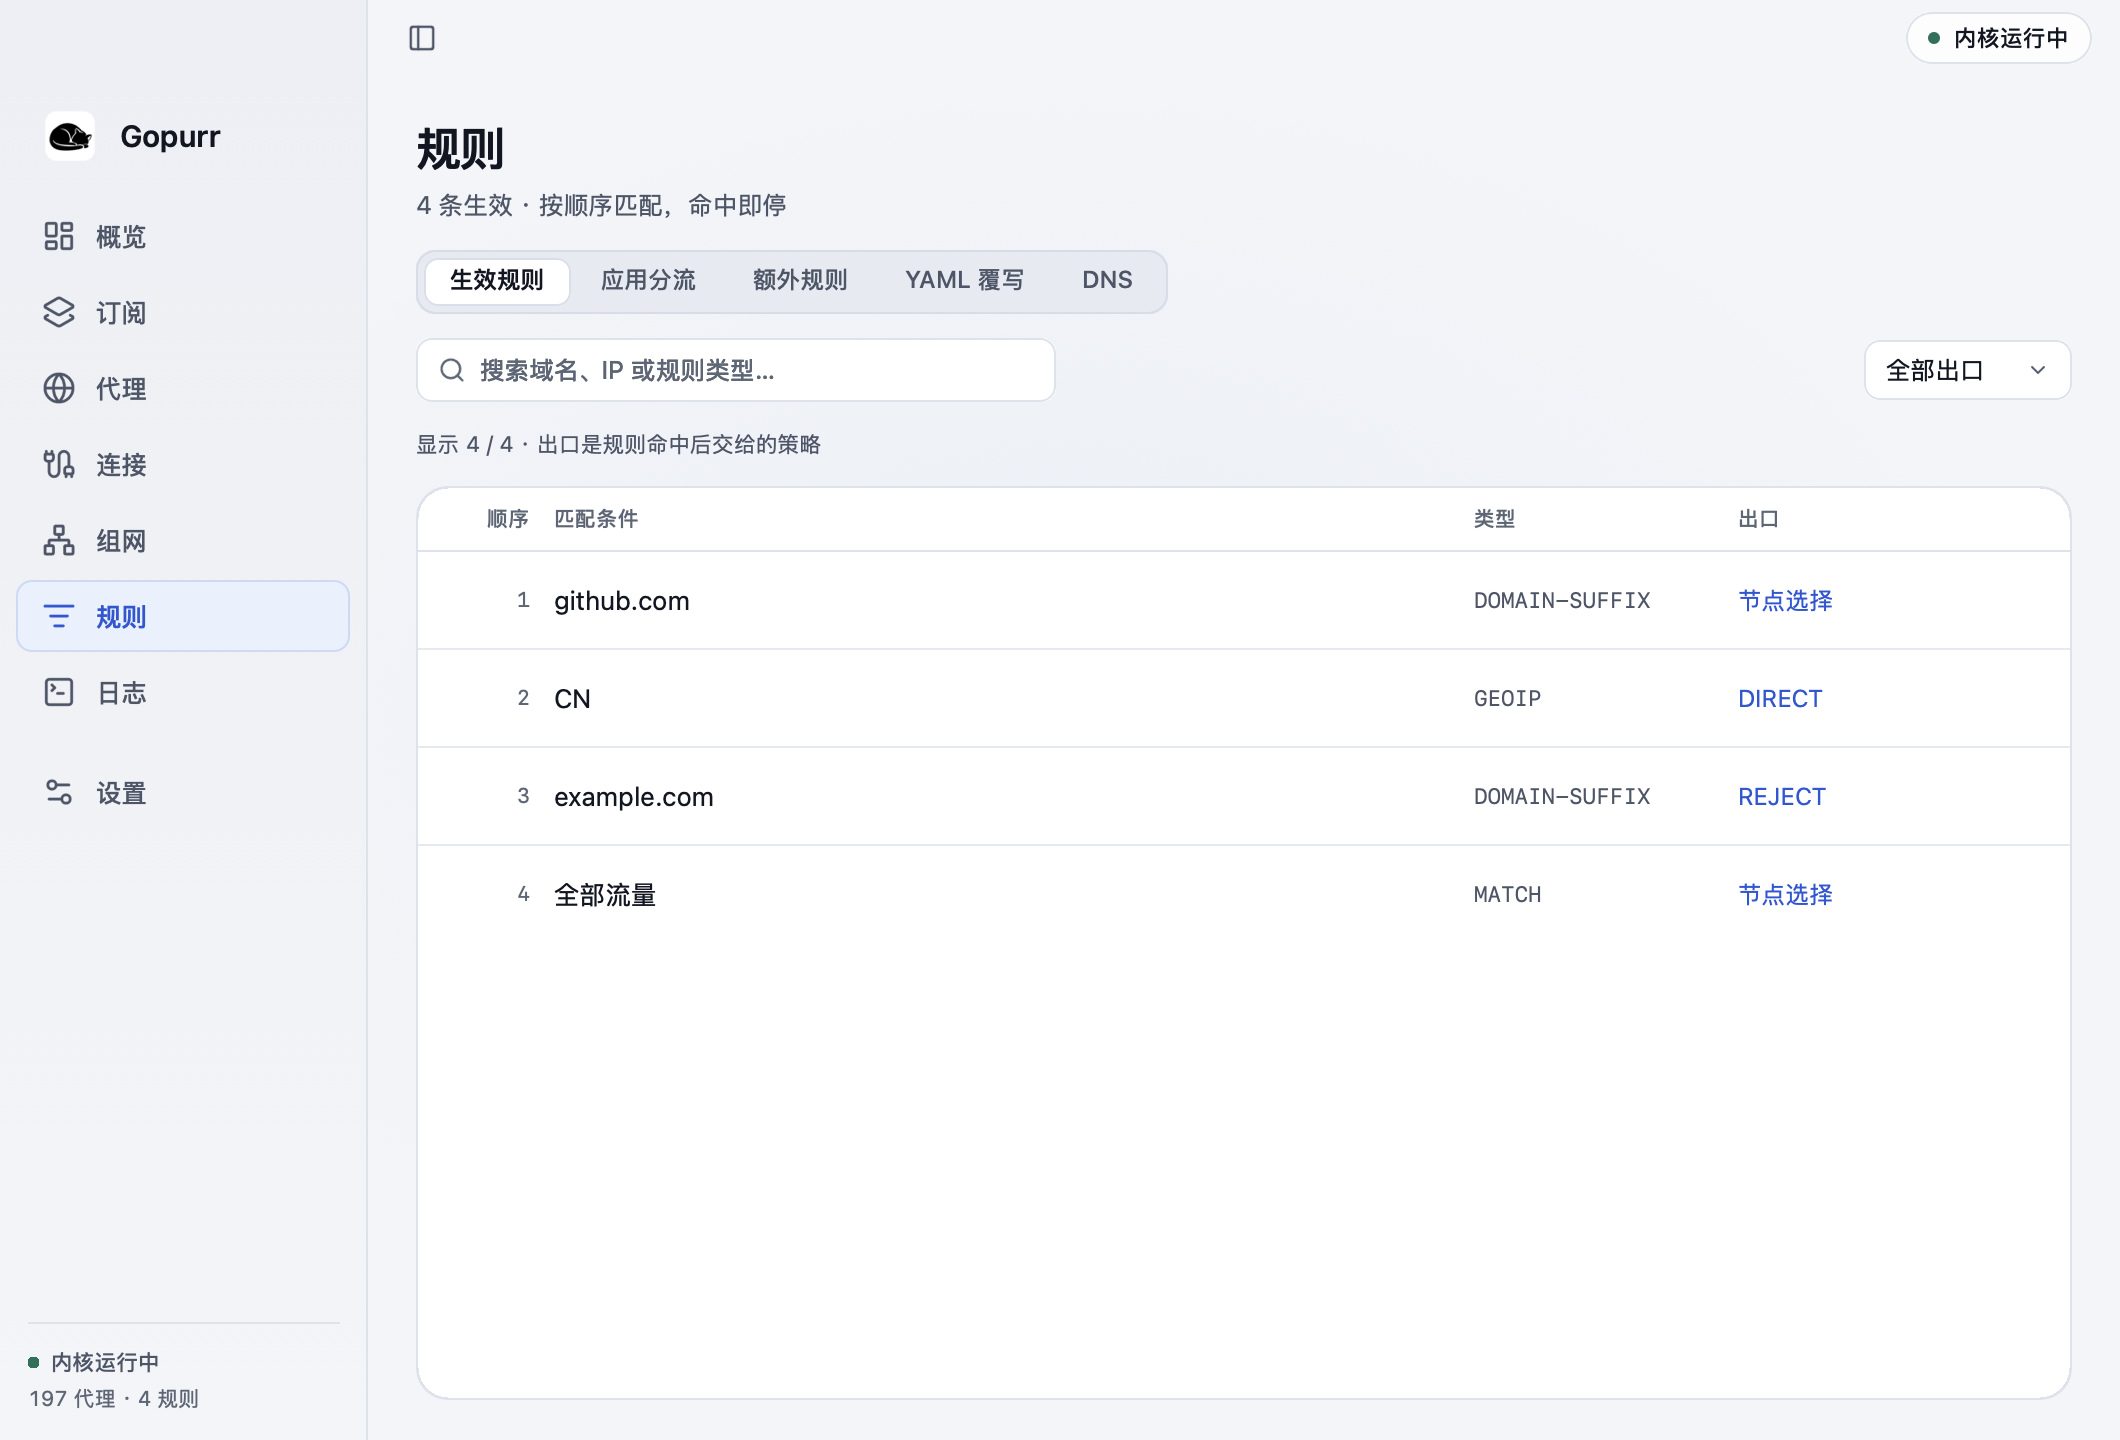 内核运行中
Gopurr
概览
订阅
代理
连接
组网
规则
日志
设置
内核运行中
197 代理 · 4 规则
规则
4 条生效 · 按顺序匹配，命中即停
生效规则 应用分流 额外规则 YAML 覆写 DNS
搜索域名、IP 或规则类型... 全部出口
显示 4 / 4 · 出口是规则命中后交给的策略
顺序 匹配条件 类型 出口
1 github.com DOMAIN-SUFFIX 节点选择
2 CN GEOIP DIRECT
3 example.com DOMAIN-SUFFIX REJECT
4 全部流量 MATCH 节点选择